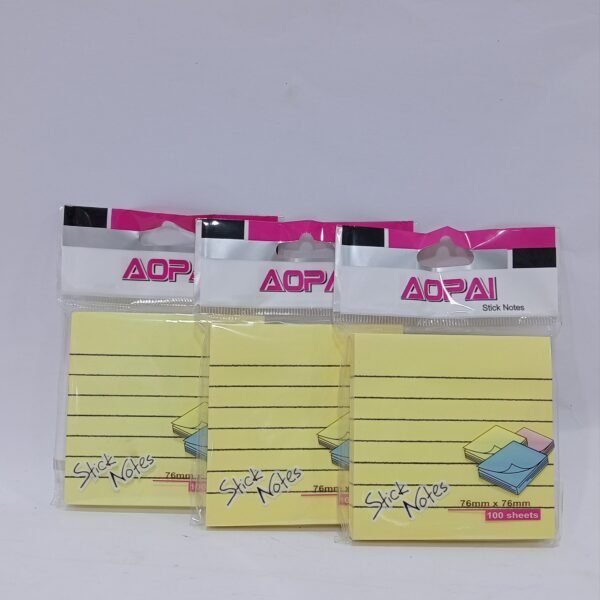 AOPAI
Stick Notes
76mm
AOPAI
Stick Notes
76mm
AOPAI
Stick Notes
Stick Notes
76mm x 76mm
100 sheets